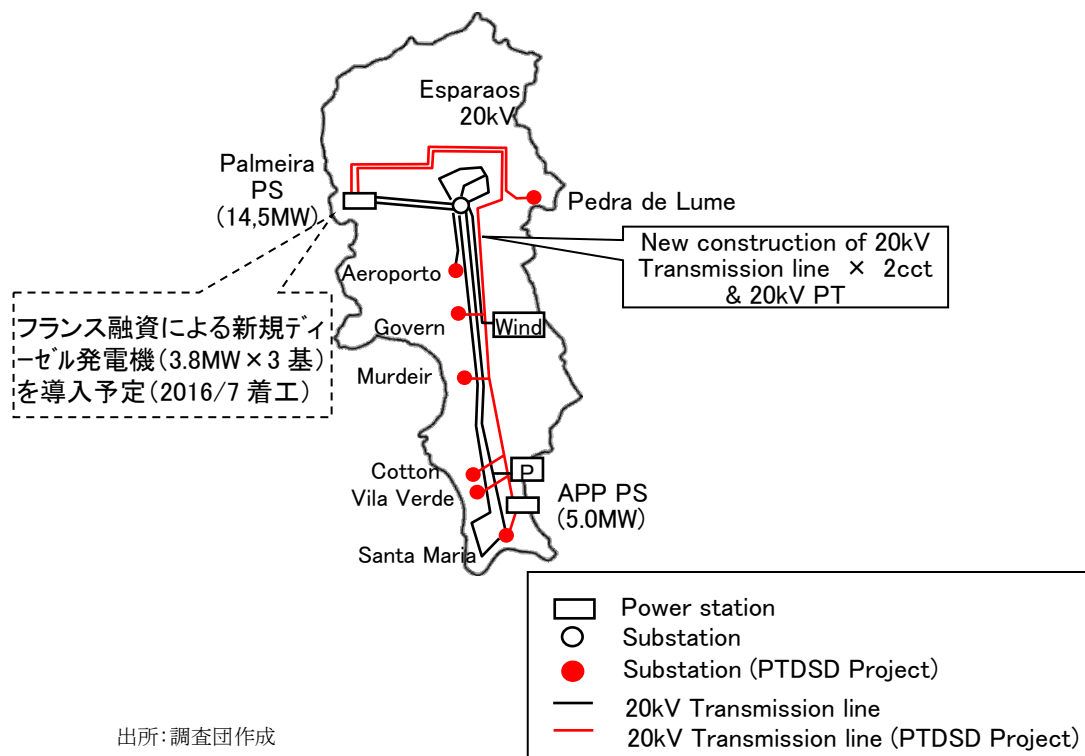 Esparaos
20kV
Palmeira
PS
(14,5MW)
Pedra de Lume
New construction of 20kV
Transmission line × 2cct
& 20kV PT
Aeroporto
フランス融資による新規ディ
ーゼル発電機(3.8MW×3基)
を導入予定(2016/7着工)
Govern
Wind
Murdeir
Cotton
P
Vila Verde
APP PS
(5.0MW)
Santa Maria
Power station
Substation
Substation (PTDSD Project)
20kV Transmission line
20kV Transmission line (PTDSD Project)
出所:調査団作成